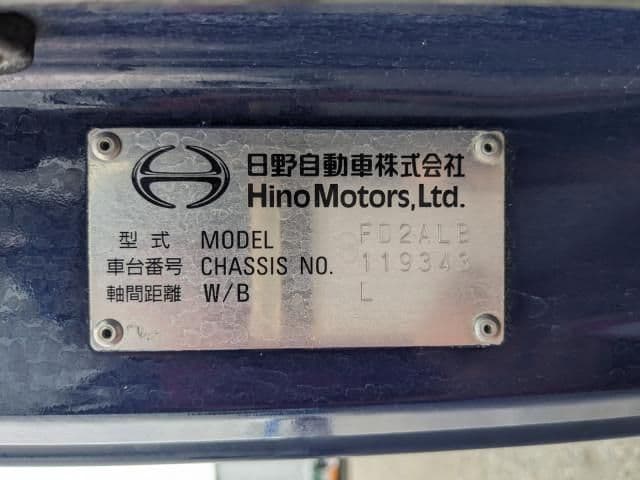 日野自動車株式会社
Hino Motors, Ltd.
型式 MODEL FD2ALB
車台番号 CHASSIS NO. 119343
軸間距離 W/B L